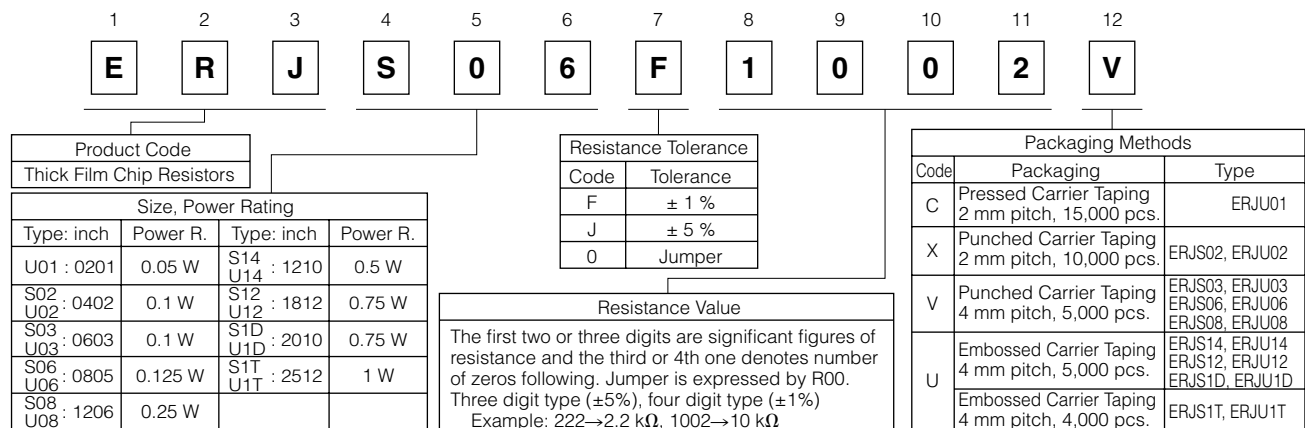 1 2 3 4 5 6 7 8 9 10 11 12
E R J S 0 6 F 1 0 0 2 V
Product Code
Thick Film Chip Resistors
Size, Power Rating
Type: inch Power R. Type: inch Power R.
U01 : 0201 0.05 W S14 U14 : 1210 0.5 W
S02 U02 : 0402 0.1 W S12 U12 : 1812 0.75 W
S03 U03 : 0603 0.1 W S1D U1D : 2010 0.75 W
S06 U06 : 0805 0.125 W S1T U1T : 2512 1 W
S08 U08 : 1206 0.25 W
Resistance Tolerance
Code Tolerance
F ± 1 %
J ± 5 %
0 Jumper
Resistance Value
The first two or three digits are significant figures of
resistance and the third or 4th one denotes number
of zeros following. Jumper is expressed by R00.
Three digit type (±5%), four digit type (±1%)
Example: 222→2.2 kΩ, 1002→10 kΩ
Packaging Methods
Code Packaging Type
C Pressed Carrier Taping ERJU01
2 mm pitch, 15,000 pcs.
X Punched Carrier Taping ERJS02, ERJU02
2 mm pitch, 10,000 pcs.
V Punched Carrier Taping
4 mm pitch, 5,000 pcs.
ERJS03, ERJU03
ERJS06, ERJU06
ERJS08, ERJU08
U Embossed Carrier Taping
4 mm pitch, 5,000 pcs.
ERJS14, ERJU14
ERJS12, ERJU12
ERJS1D, ERJU1D
Embossed Carrier Taping
4 mm pitch, 4,000 pcs.
ERJS1T, ERJU1T